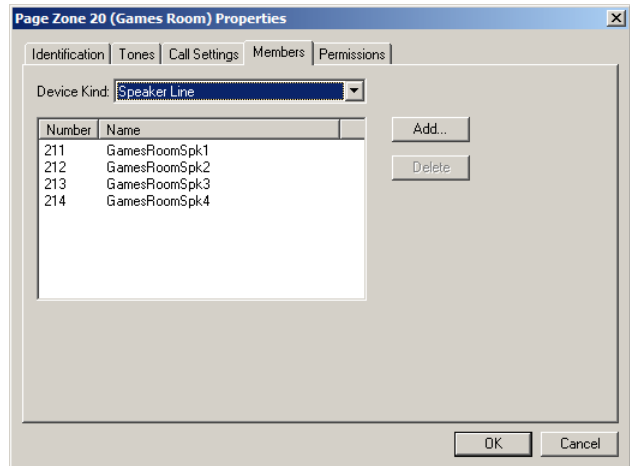 Page Zone 20 (Games Room) Properties
Identification Tones Call Settings Members Permissions
Device Kind: Speaker Line
Number Name
Add...
211 GamesRoomSpk1
212 GamesRoomSpk2
Delete
213 GamesRoomSpk3
214 GamesRoomSpk4
OK Cancel